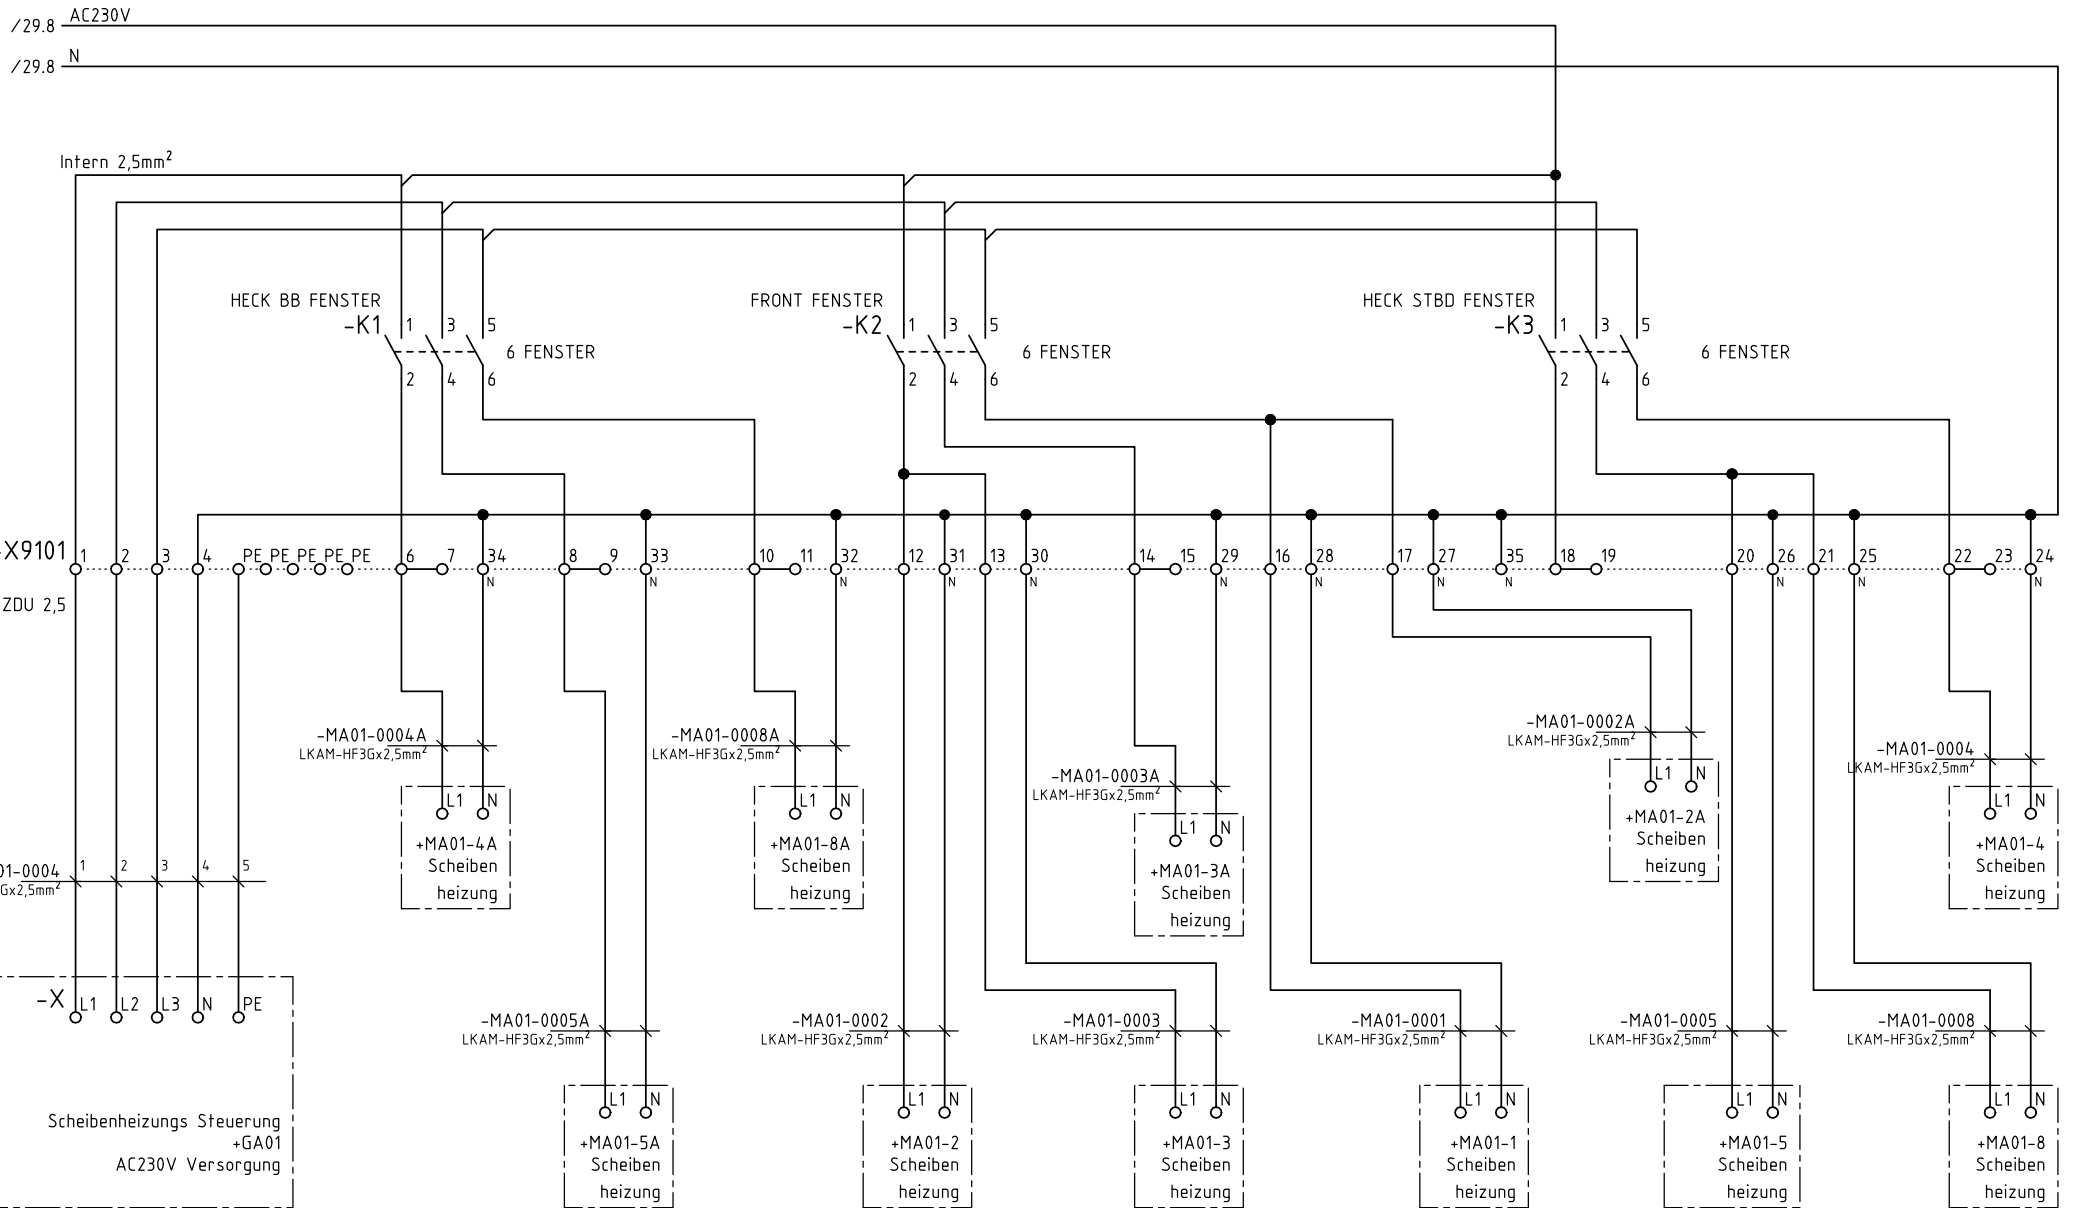 /29.8 AC230V
/29.8 N
Intern 2,5mm²
HECK BB FENSTER
-K1 1 3 5
6 FENSTER
2 4 6
FRONT FENSTER
-K2 1 3 5
6 FENSTER
2 4 6
HECK STBD FENSTER
-K3 1 3 5
6 FENSTER
2 4 6
X9101 1 2 3 4 PE PE PE PE PE 6 7 34 8 9 33 10 11 32 12 31 13 30 14 15 29 16 28 17 27 35 18 19 20 26 21 25 22 23 24
N N N N N N N N N N N N
ZDU 2,5
-MA01-0004A
LKAM-HF3Gx2,5mm²
L1 N
+MA01-4A
Scheiben
heizung
-MA01-0008A
LKAM-HF3Gx2,5mm²
L1 N
+MA01-8A
Scheiben
heizung
-MA01-0003A
LKAM-HF3Gx2,5mm²
L1 N
+MA01-3A
Scheiben
heizung
-MA01-0002A
LKAM-HF3Gx2,5mm²
L1 N
+MA01-2A
Scheiben
heizung
-MA01-0004
LKAM-HF3Gx2,5mm²
L1 N
+MA01-4
Scheiben
heizung
01-0004 1 2 3 4 5
Gx2,5mm²
-X L1 L2 L3 N PE
Scheibenheizungs Steuerung
+GA01
AC230V Versorgung
-MA01-0005A
LKAM-HF3Gx2,5mm²
L1 N
+MA01-5A
Scheiben
heizung
-MA01-0002
LKAM-HF3Gx2,5mm²
L1 N
+MA01-2
Scheiben
heizung
-MA01-0003
LKAM-HF3Gx2,5mm²
L1 N
+MA01-3
Scheiben
heizung
-MA01-0001
LKAM-HF3Gx2,5mm²
L1 N
+MA01-1
Scheiben
heizung
-MA01-0005
LKAM-HF3Gx2,5mm²
L1 N
+MA01-5
Scheiben
heizung
-MA01-0008
LKAM-HF3Gx2,5mm²
L1 N
+MA01-8
Scheiben
heizung